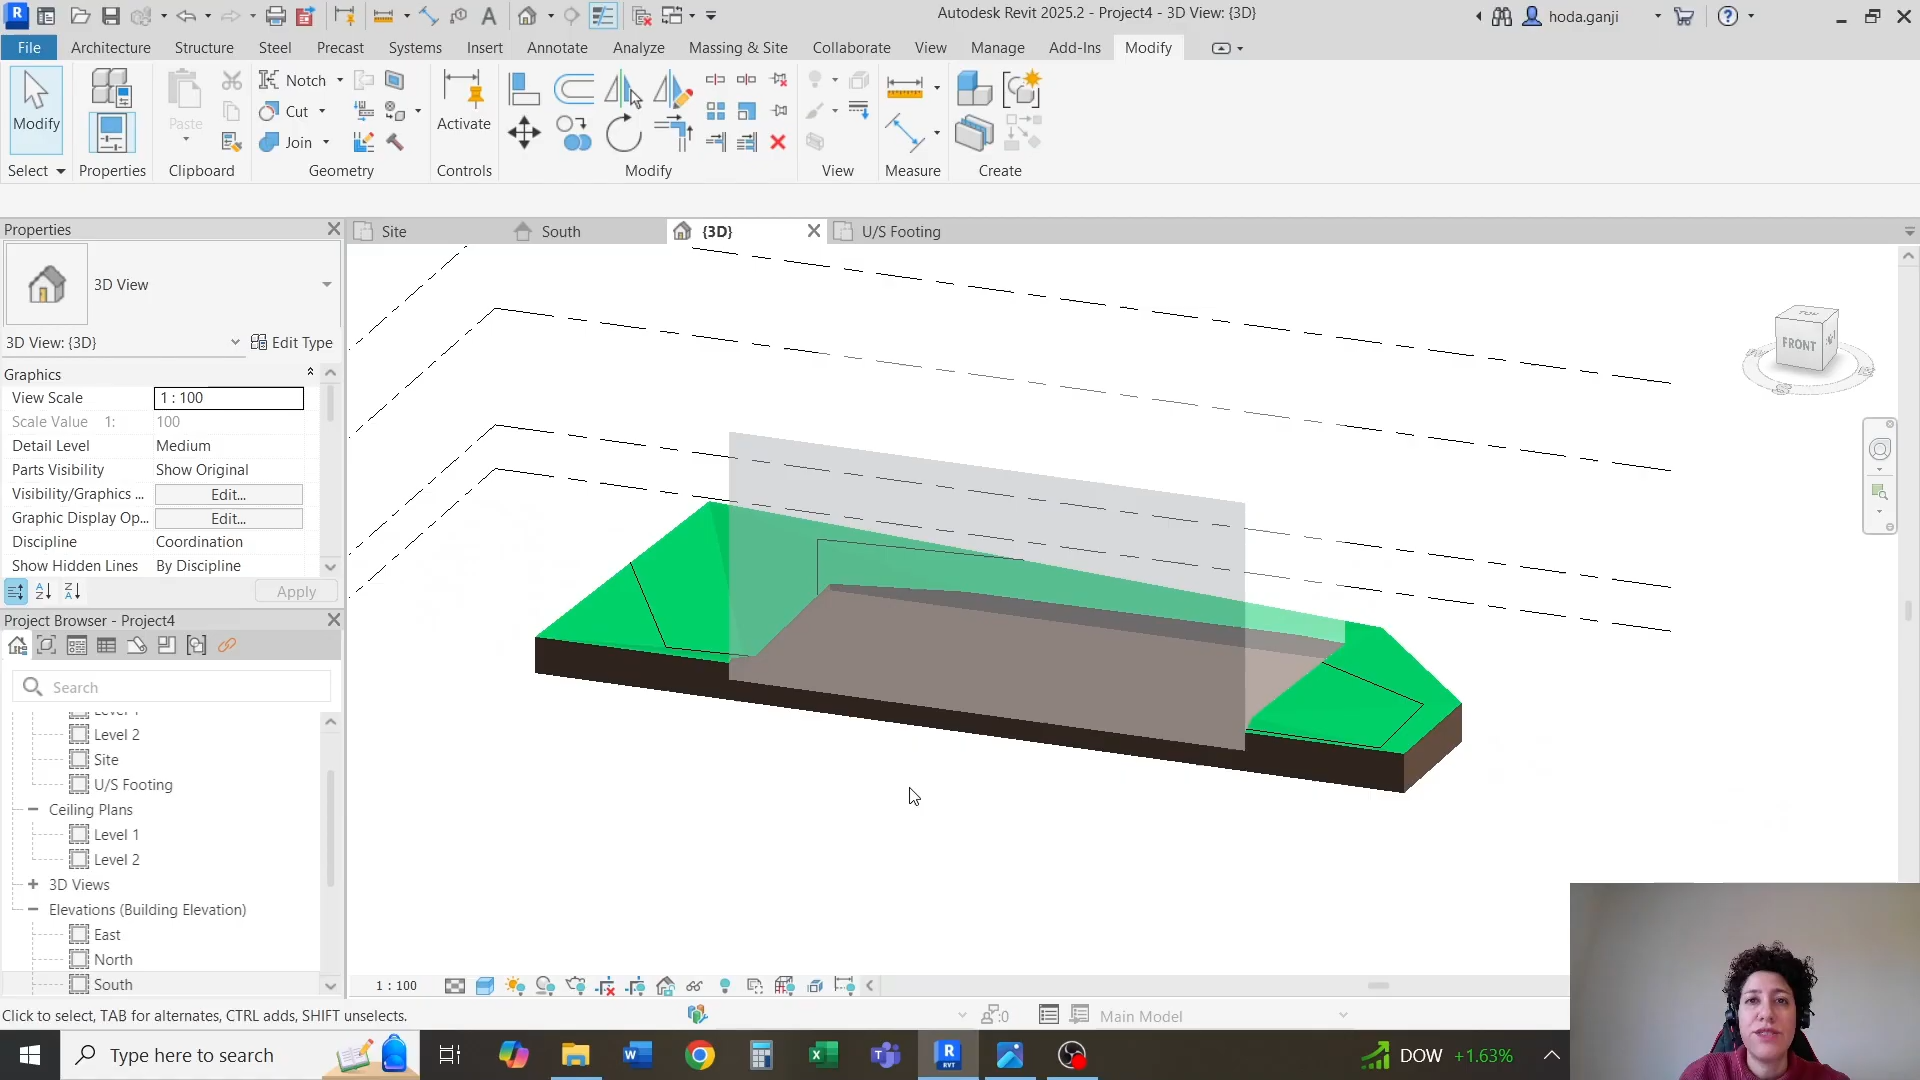 Autodesk Revit 2025.2 - Project4 - 3D View: {3D}
hoda.ganji
File
Architecture
Structure
Steel
Precast
Systems
Insert
Annotate
Analyze
Massing & Site
Collaborate
View
Manage
Add-Ins
Modify
Modify
Paste
Notch
Cut
Join
Activate
Select
Properties
Clipboard
Geometry
Controls
Modify
View
Measure
Create
Properties
Site
South
{3D}
U/S Footing
3D View
3D View: {3D}
Edit Type
Graphics
View Scale
1 : 100
Scale Value 1:
100
Detail Level
Medium
Parts Visibility
Show Original
Visibility/Graphics ...
Edit...
Graphic Display Op...
Edit...
Discipline
Coordination
Show Hidden Lines
By Discipline
Apply
TOP
FRONT
Project Browser - Project4
Search
Level 1
Level 2
Site
U/S Footing
Ceiling Plans
Level 1
Level 2
3D Views
Elevations (Building Elevation)
East
North
South
1 : 100
Click to select, TAB for alternates, CTRL adds, SHIFT unselects.
:0
Main Model
Type here to search
DOW +1.63%